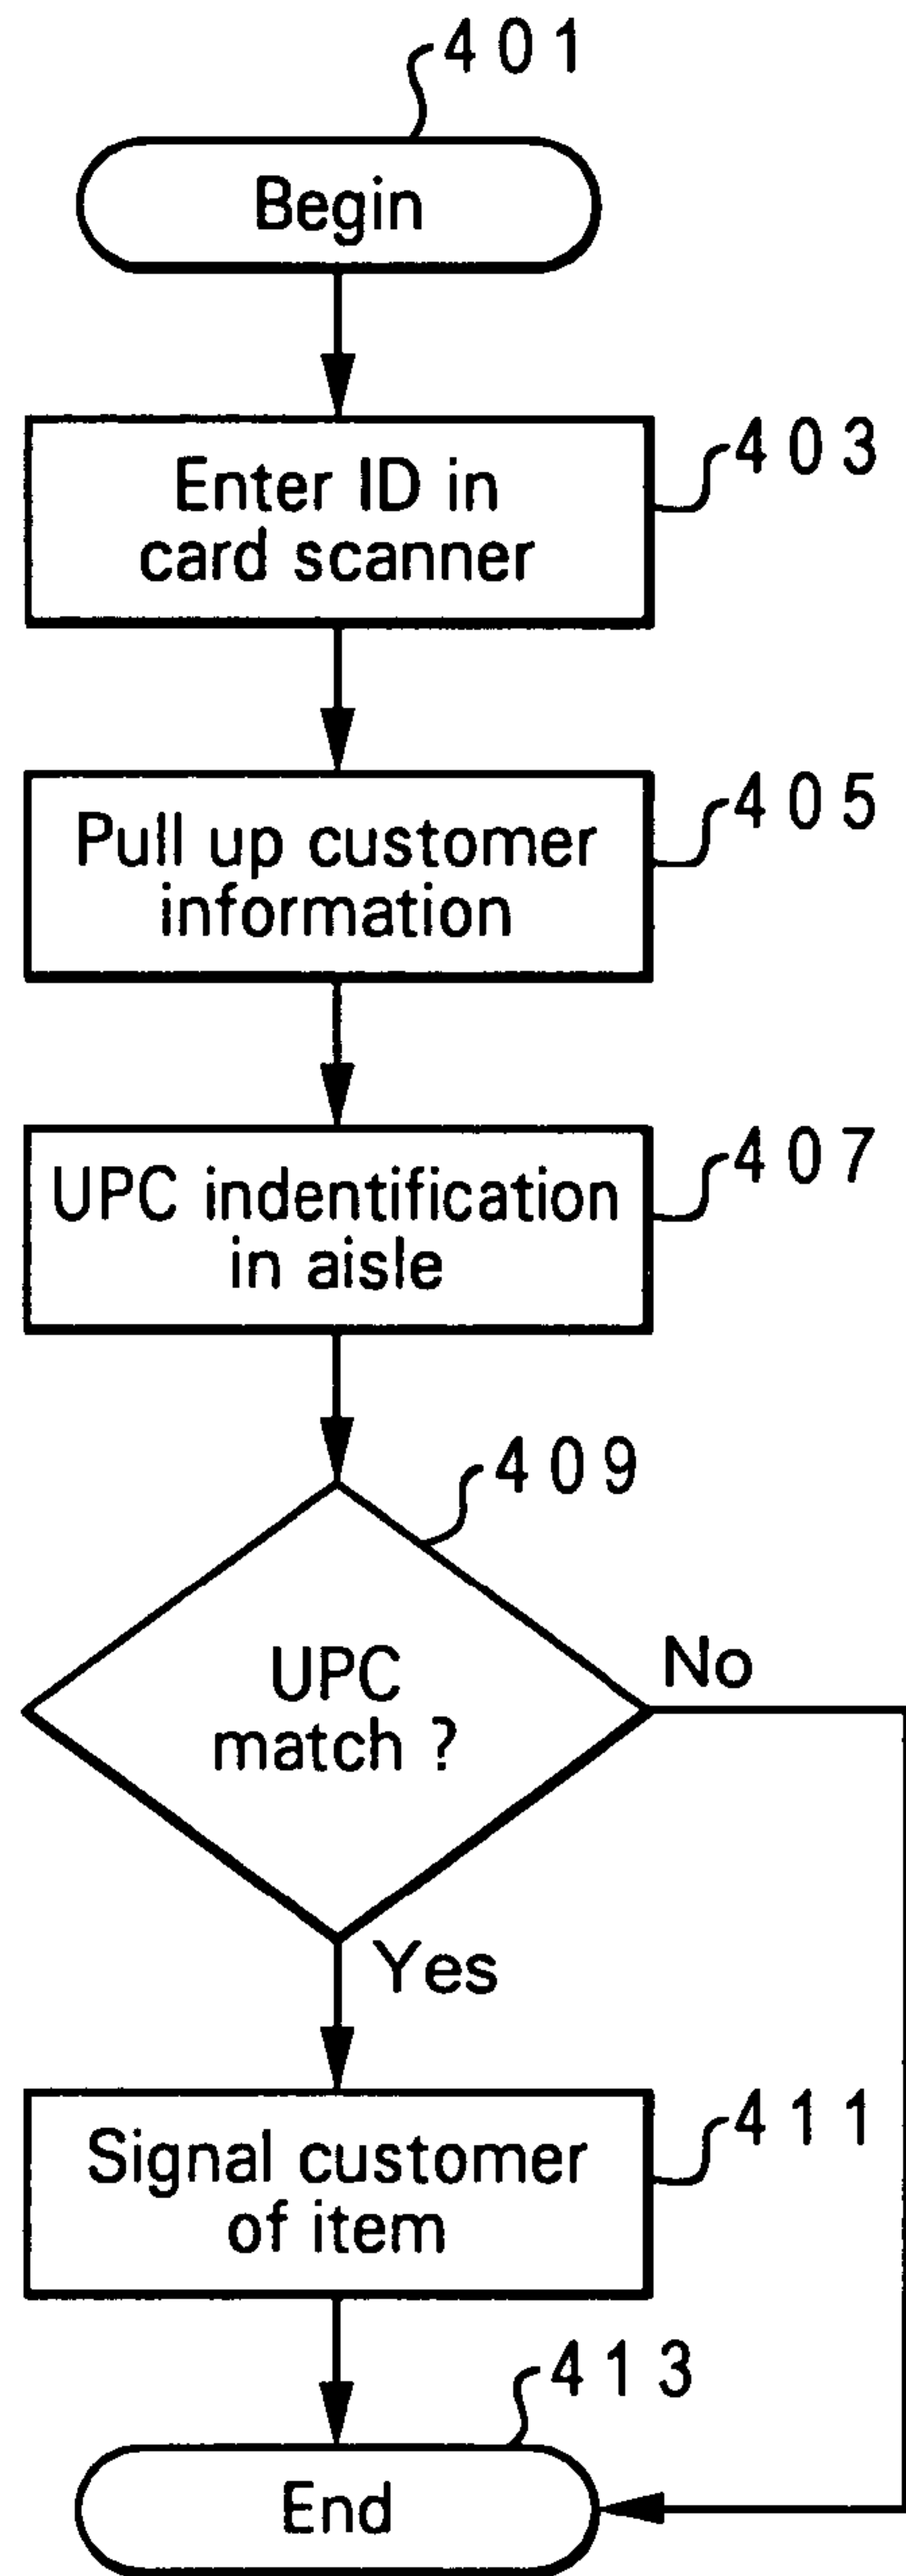 401
Begin
403
Enter ID in
card scanner
405
Pull up customer
information
407
UPC indentification
in aisle
409
UPC
match ?
No
Yes
411
Signal customer
of item
413
End